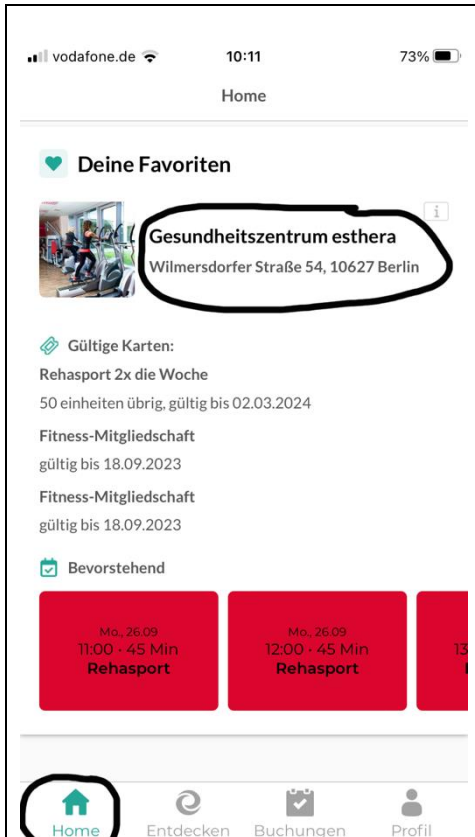 vodafone.de 10:11 73%
Home
Deine Favoriten
i
Gesundheitszentrum esthera
Wilmersdorfer Straße 54, 10627 Berlin
Gültige Karten:
Rehasport 2x die Woche
50 einheiten übrig, gültig bis 02.03.2024
Fitness-Mitgliedschaft
gültig bis 18.09.2023
Fitness-Mitgliedschaft
gültig bis 18.09.2023
Bevorstehend
Mo., 26.09 Mo., 26.09
11:00 · 45 Min 12:00 · 45 Min 13
Rehasport Rehasport
Home Entdecken Buchungen Profil